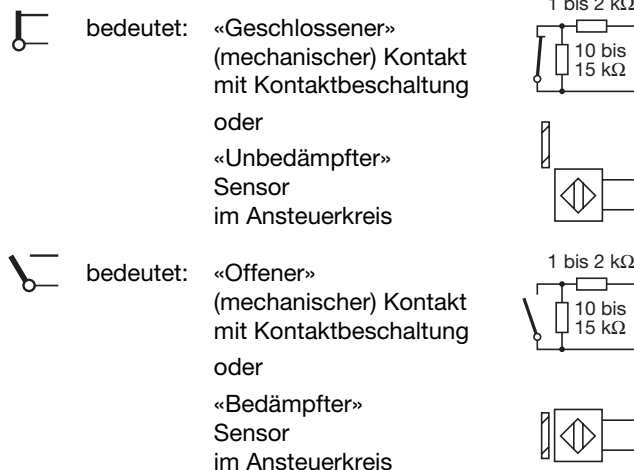 bedeutet: «Geschlossener»
(mechanischer) Kontakt
mit Kontaktbeschaltung
1 bis 2 kΩ
10 bis
15 kΩ
oder
«Unbedämpfter»
Sensor
im Ansteuerkreis
bedeutet: «Offener»
(mechanischer) Kontakt
mit Kontaktbeschaltung
1 bis 2 kΩ
10 bis
15 kΩ
oder
«Bedämpfter»
Sensor
im Ansteuerkreis